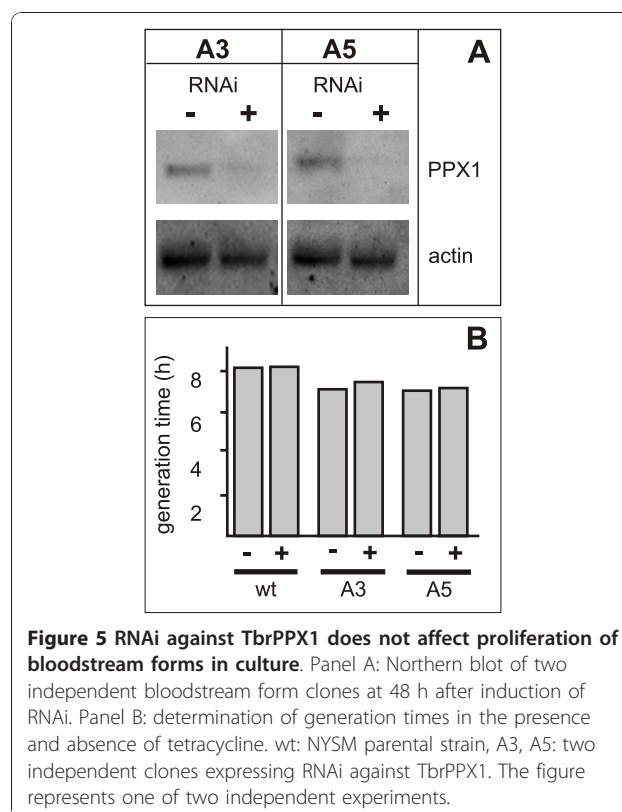 A3 A5 A
RNAi RNAi
- + - +
PPX1
actin
B
generation time (h)
8
6
4
2
- + - + - +
wt A3 A5
Figure 5 RNAi against TbrPPX1 does not affect proliferation of
bloodstream forms in culture. Panel A: Northern blot of two
independent bloodstream form clones at 48 h after induction of
RNAi. Panel B: determination of generation times in the presence
and absence of tetracycline. wt: NYSM parental strain, A3, A5: two
independent clones expressing RNAi against TbrPPX1. The figure
represents one of two independent experiments.